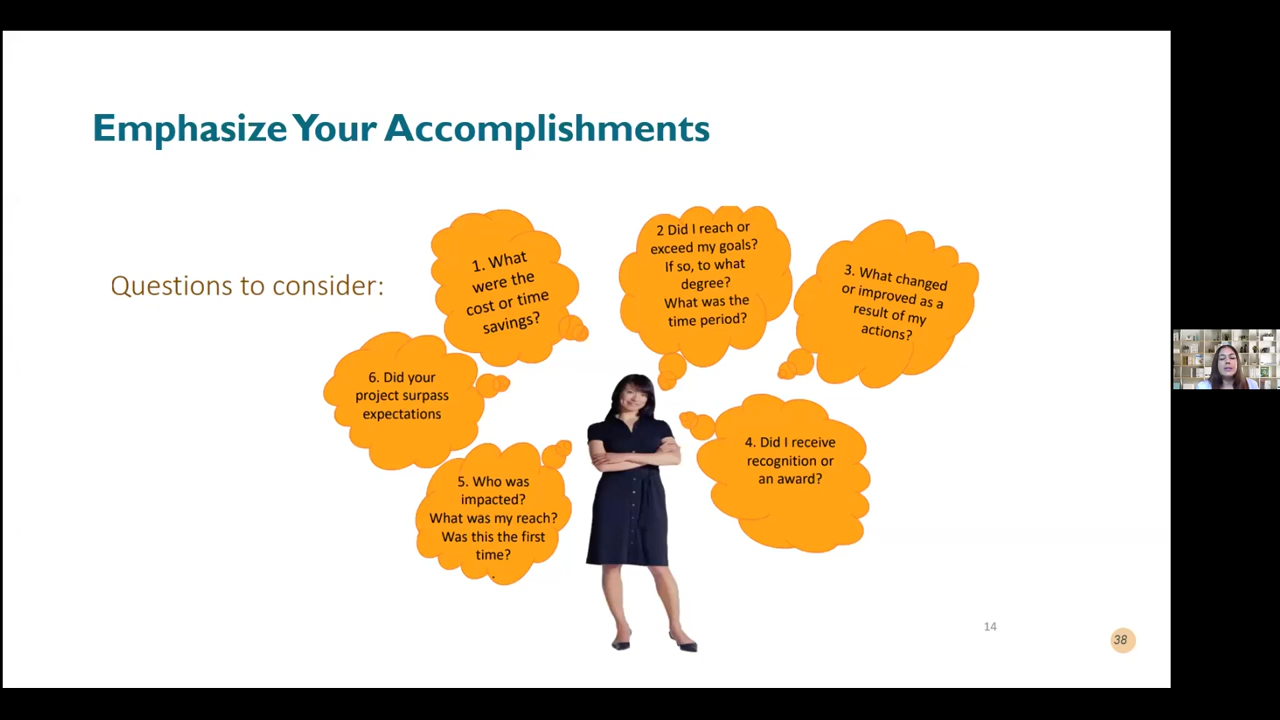 Emphasize Your Accomplishments
Questions to consider:
1. What
were the
cost or time
savings?
2 Did I reach or
exceed my goals?
If so, to what
degree?
What was the
time period?
3. What changed
or improved as a
result of my
actions?
4. Did I receive
recognition or
an award?
5. Who was
impacted?
What was my reach?
Was this the first
time?
.
6. Did your
project surpass
expectations
14
38